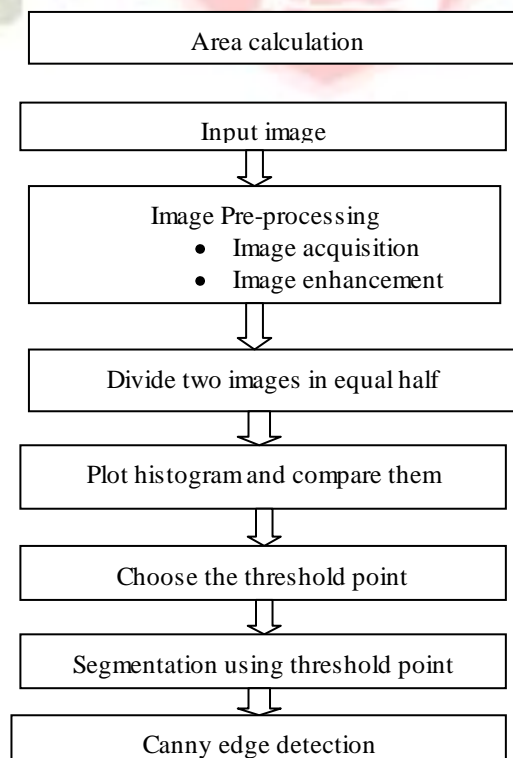 Area calculation
Input image
Image Pre-processing
• Image acquisition
• Image enhancement
Divide two images in equal half
Plot histogram and compare them
Choose the threshold point
Segmentation using threshold point
Canny edge detection